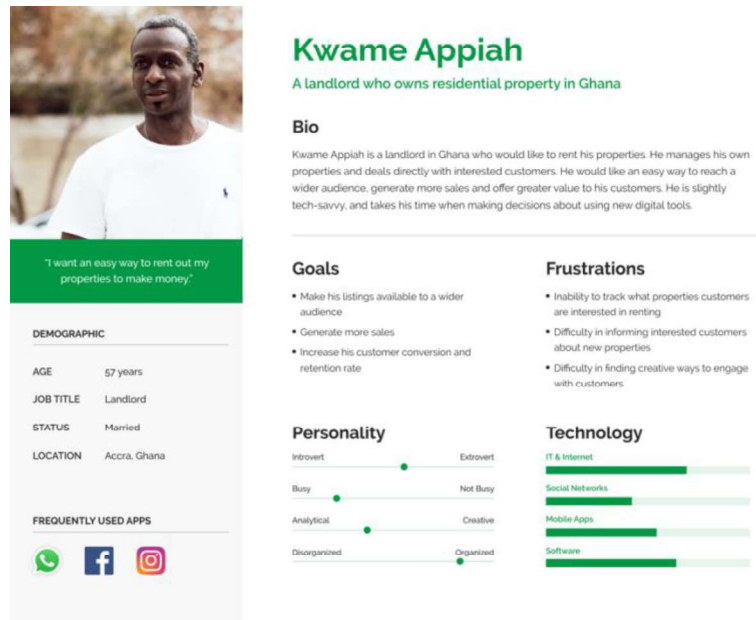 Kwame Appiah
A landlord who owns residential property in Ghana
Bio
Kwame Appiah is a landlord in Ghana who would like to rent his properties. He manages his own
properties and deals directly with interested customers. He would like an easy way to reach a
wider audience, generate more sales and offer greater value to his customers. He is slightly
tech-savvy, and takes his time when making decisions about using new digital tools.
"I want an easy way to rent out my
properties to make money."
DEMOGRAPHIC
AGE 57 years
JOB TITLE Landlord
STATUS Married
LOCATION Accra, Ghana
FREQUENTLY USED APPS
Goals
• Make his listings available to a wider
audience
• Generate more sales
• Increase his customer conversion and
retention rate
Frustrations
• Inability to track what properties customers
are interested in renting
• Difficulty in informing interested customers
about new properties
• Difficulty in finding creative ways to engage
with customers
Personality
Introvert Extrovert
Busy Not Busy
Analytical Creative
Disorganized Organized
Technology
IT & Internet
Social Networks
Mobile Apps
Software